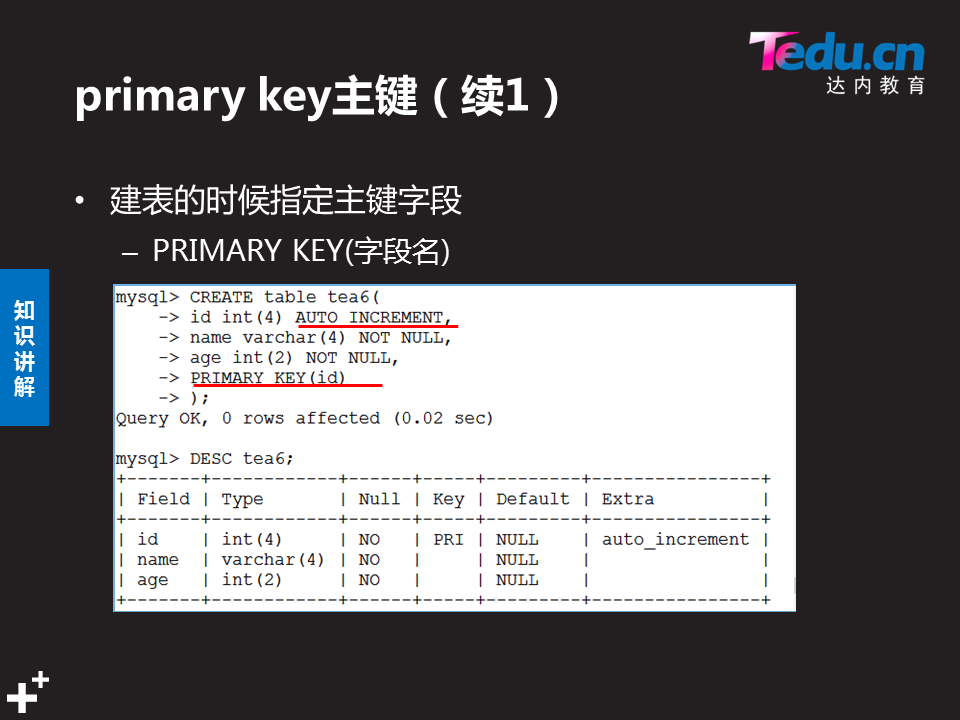 Tedu.cn
达内教育
primary key主键（续1）
• 建表的时候指定主键字段
– PRIMARY KEY(字段名)
知识讲解
mysql> CREATE table tea6(
    -> id int(4) AUTO_INCREMENT,
    -> name varchar(4) NOT NULL,
    -> age int(2) NOT NULL,
    -> PRIMARY KEY(id)
    -> );
Query OK, 0 rows affected (0.02 sec)
mysql> DESC tea6;
+-------+------------+------+-----+---------+----------------+
| Field | Type       | Null | Key | Default | Extra          |
+-------+------------+------+-----+---------+----------------+
| id    | int(4)     | NO   | PRI | NULL    | auto_increment |
| name  | varchar(4) | NO   |     | NULL    |                |
| age   | int(2)     | NO   |     | NULL    |                |
+-------+------------+------+-----+---------+----------------+